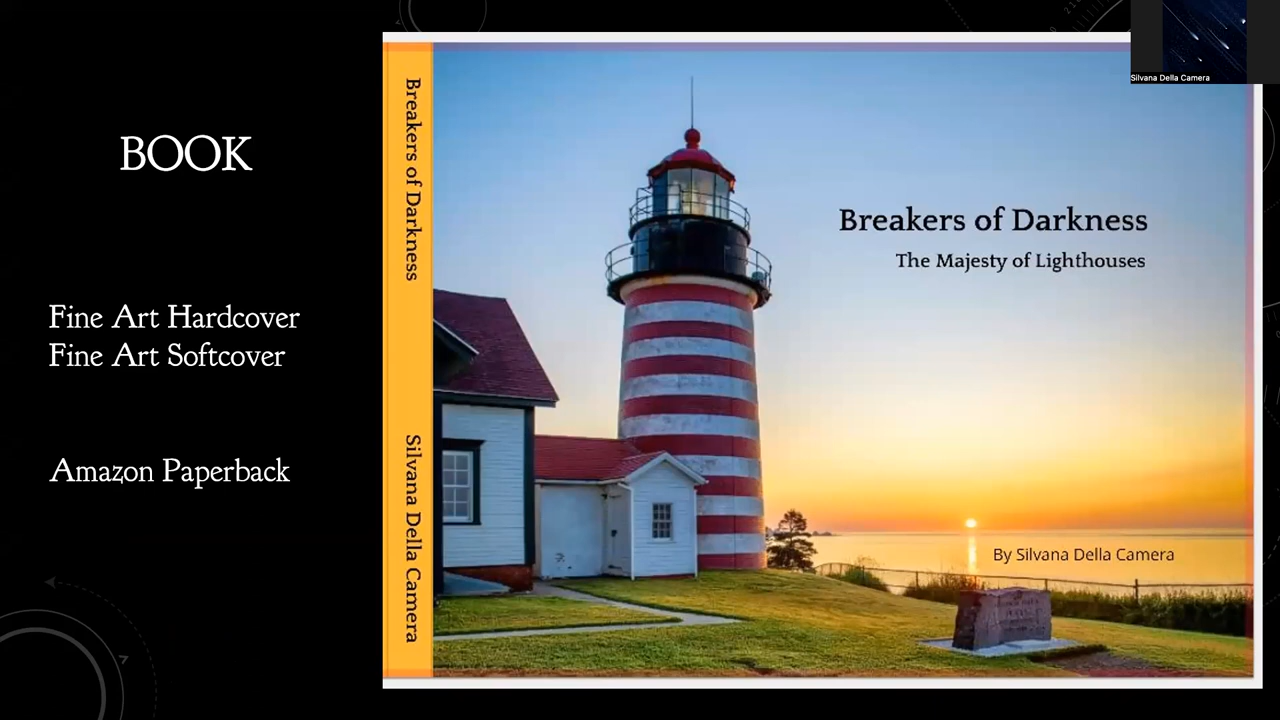 BOOK
Fine Art Hardcover
Fine Art Softcover
Amazon Paperback
Breakers of Darkness
Silvana Della Camera
Breakers of Darkness
The Majesty of Lighthouses
By Silvana Della Camera
Silvana Della Camera